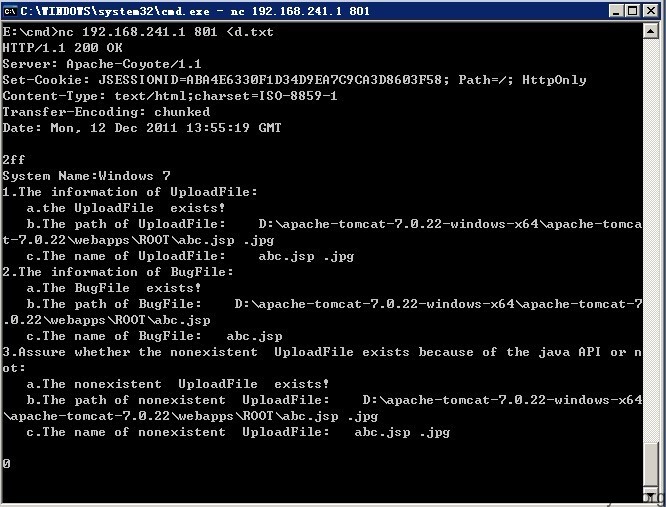 C:\WINDOWS\system32\cmd.exe - nc 192.168.241.1 801
E:\cmd>nc 192.168.241.1 801 <d.txt
HTTP/1.1 200 OK
Server: Apache-Coyote/1.1
Set-Cookie: JSESSIONID=ABA4E6330F1D34D9EA7C9CA3D8603F58; Path=/; HttpOnly
Content-Type: text/html;charset=ISO-8859-1
Transfer-Encoding: chunked
Date: Mon, 12 Dec 2011 13:55:19 GMT
2ff
System Name:Windows 7
1.The information of UploadFile:
a.the UploadFile  exists!
b.The path of UploadFile:    D:\apache-tomcat-7.0.22-windows-x64\apache-tomca
t-7.0.22\webapps\ROOT\abc.jsp .jpg
c.The name of UploadFile:    abc.jsp .jpg
2.The information of BugFile:
a.The BugFile  exists!
b.The path of BugFile:    D:\apache-tomcat-7.0.22-windows-x64\apache-tomcat-7
.0.22\webapps\ROOT\abc.jsp
c.The name of BugFile:   abc.jsp
3.Assure whether the nonexistent  UploadFile exists because of the java API or n
ot:
a.The nonexistent  UploadFile  exists!
b.The path of nonexistent  UploadFile:    D:\apache-tomcat-7.0.22-windows-x64
\apache-tomcat-7.0.22\webapps\ROOT\abc.jsp .jpg
c.The name of nonexistent  UploadFile:   abc.jsp .jpg
0